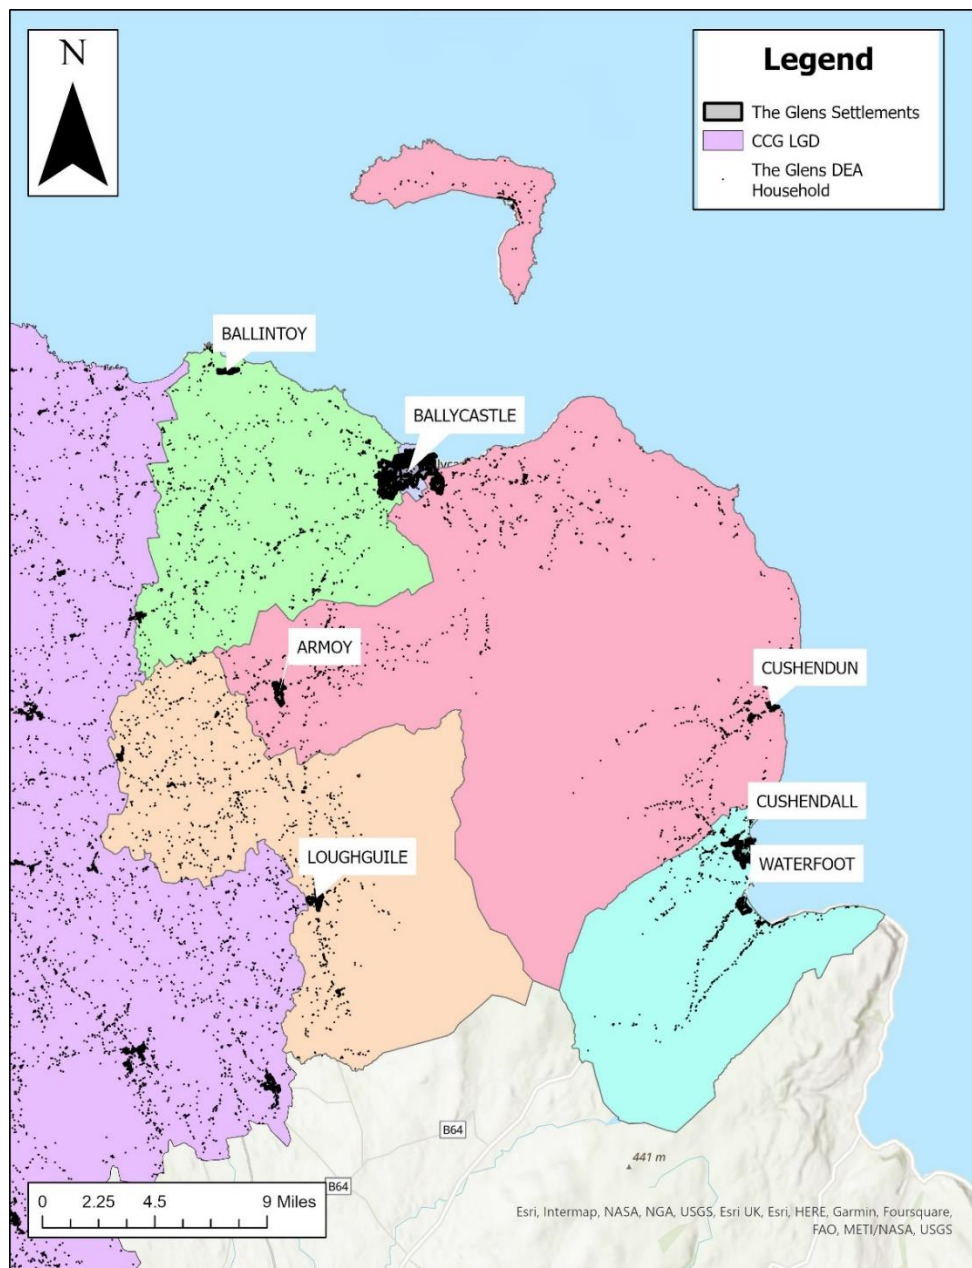 N
Legend
The Glens Settlements
CCG LGD
The Glens DEA
Household
BALLINTOY
BALLYCASTLE
ARMOY
CUSHENDUN
CUSHENDALL
WATERFOOT
LOUGHGUILE
B64
441 m
B64
0 2.25 4.5 9 Miles
Esri, Intermap, NASA, NGA, USGS, Esri UK, Esri, HERE, Garmin, Foursquare,
FAO, METI/NASA, USGS